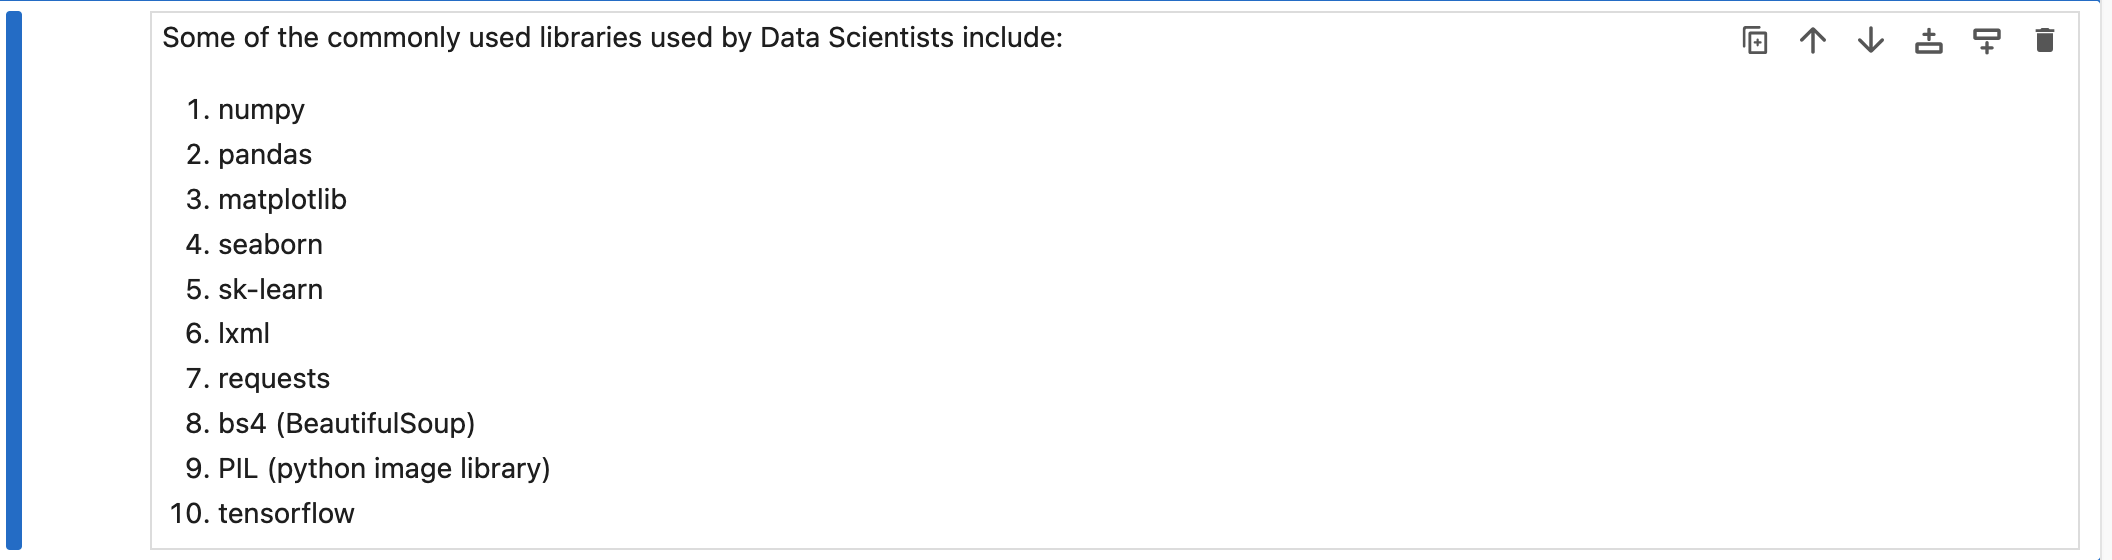 Some of the commonly used libraries used by Data Scientists include:
1. numpy
2. pandas
3. matplotlib
4. seaborn
5. sk-learn
6. lxml
7. requests
8. bs4 (BeautifulSoup)
9. PIL (python image library)
10. tensorflow